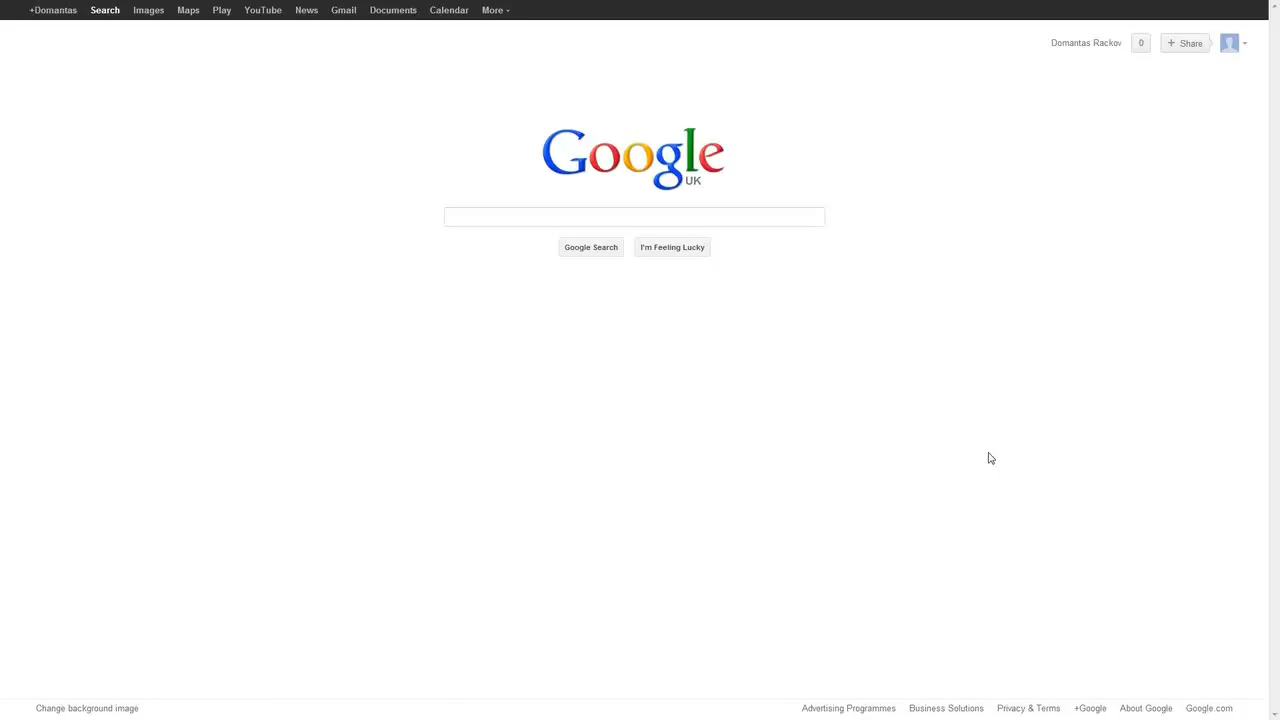 +Domantas Search Images Maps Play YouTube News Gmail Documents Calendar More
Domantas Rackov 0 + Share
Google
UK
Google Search I'm Feeling Lucky
Change background image Advertising Programmes Business Solutions Privacy & Terms +Google About Google Google.com